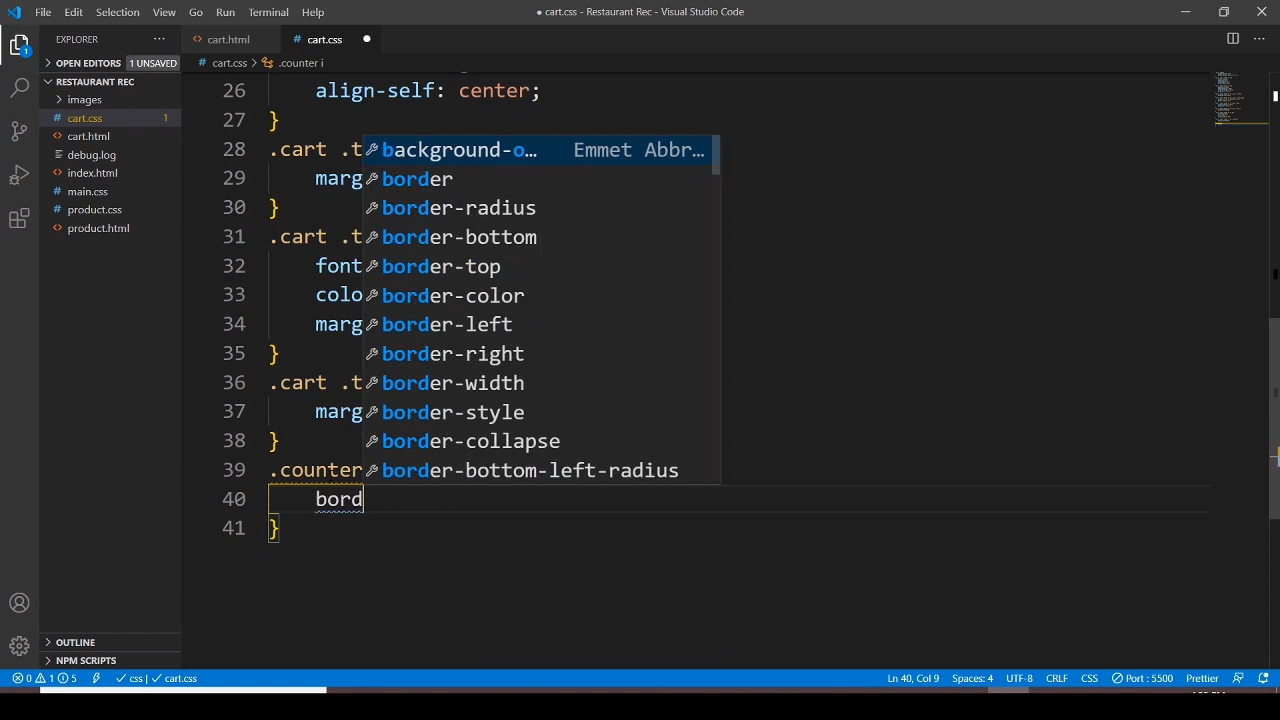 File Edit Selection View Go Run Terminal Help
● cart.css - Restaurant Rec - Visual Studio Code
EXPLORER
cart.html
cart.css
OPEN EDITORS 1 UNSAVED
cart.css > .counter i
RESTAURANT REC
images
cart.css 1
cart.html
debug.log
index.html
main.css
product.css
product.html
26 align-self: center;
27 }
28 .cart .t
29 marg
30 }
31 .cart .t
32 font
33 colo
34 marg
35 }
36 .cart .t
37 marg
38 }
39 .counter
40 bord
41 }
background-o... Emmet Abbr...
border
border-radius
border-bottom
border-top
border-color
border-left
border-right
border-width
border-style
border-collapse
border-bottom-left-radius
1
OUTLINE
NPM SCRIPTS
0 1 5 css | cart.css Ln 40, Col 9 Spaces: 4 UTF-8 CRLF CSS Port : 5500 Prettier